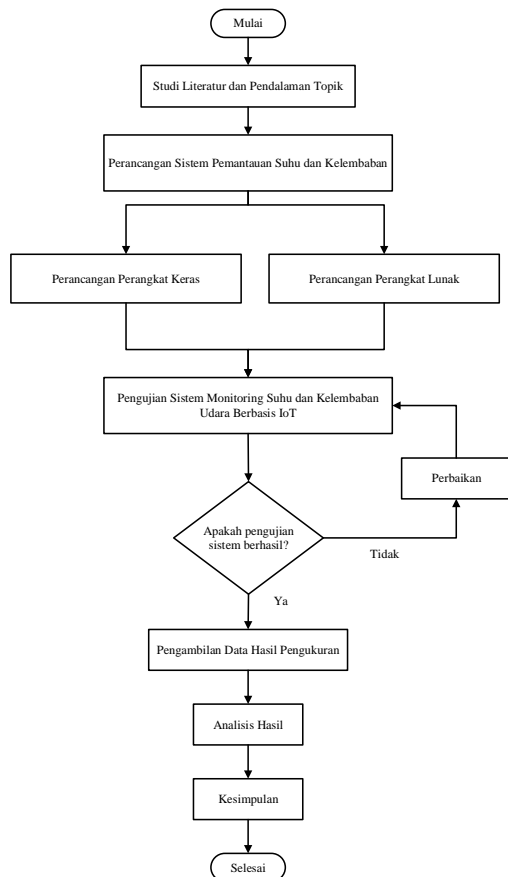 Mulai
Studi Literatur dan Pendalaman Topik
Perancangan Sistem Pemantauan Suhu dan Kelembaban
Perancangan Perangkat Keras
Perancangan Perangkat Lunak
Pengujian Sistem Monitoring Suhu dan Kelembaban
Udara Berbasis IoT
Perbaikan
Apakah pengujian
sistem berhasil?
Tidak
Ya
Pengambilan Data Hasil Pengukuran
Analisis Hasil
Kesimpulan
Selesai